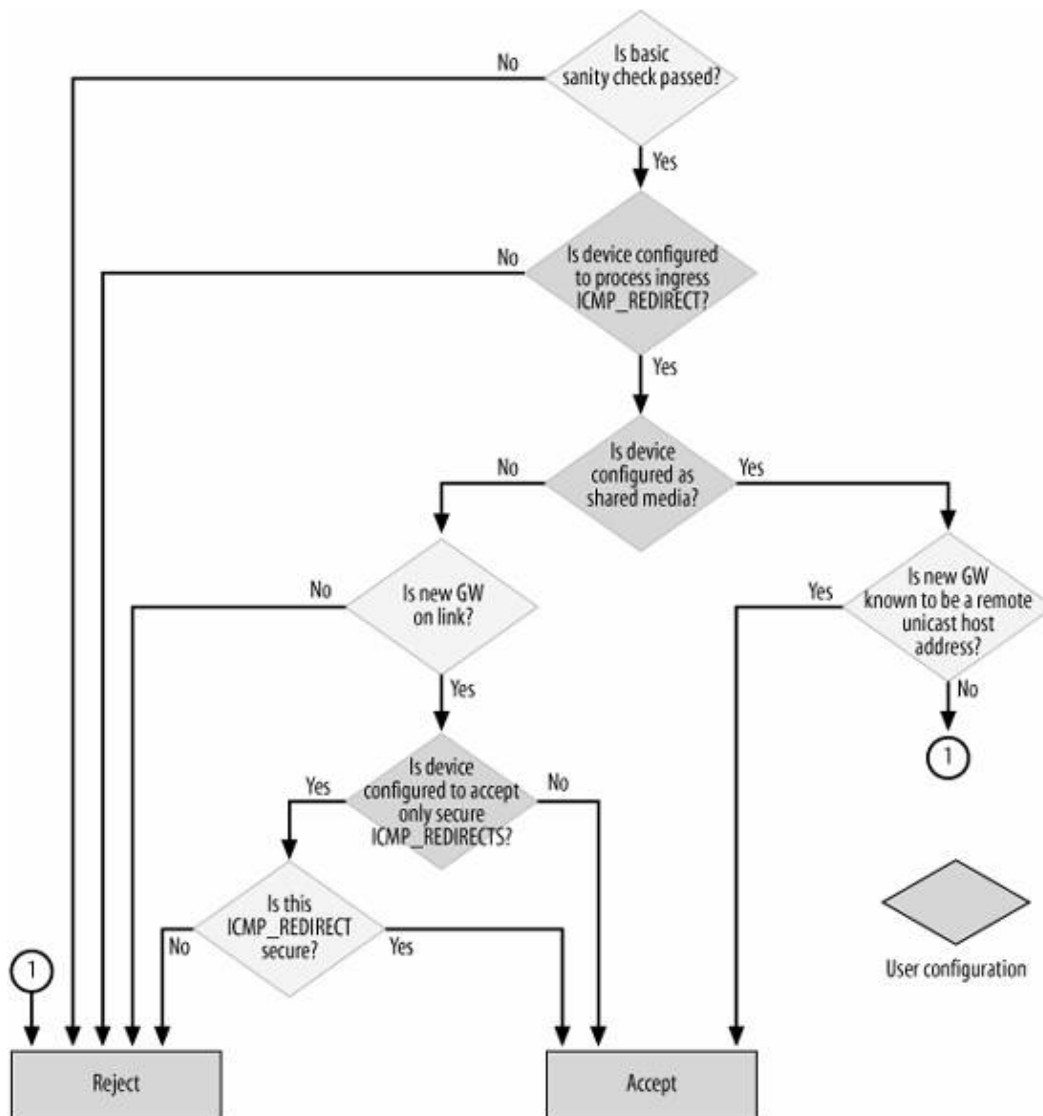 Is basic
sanity check passed?
No
Yes
Is device configured
to process ingress
ICMP_REDIRECT?
No
Yes
Is device
configured as
shared media?
No
Yes
Is new GW
on link?
No
Yes
Is new GW
known to be a remote
unicast host
address?
Yes
No
1
Is device
configured to accept
only secure
ICMP_REDIRECTS?
Yes
No
Is this
ICMP_REDIRECT
secure?
No
Yes
User configuration
1
Reject
Accept